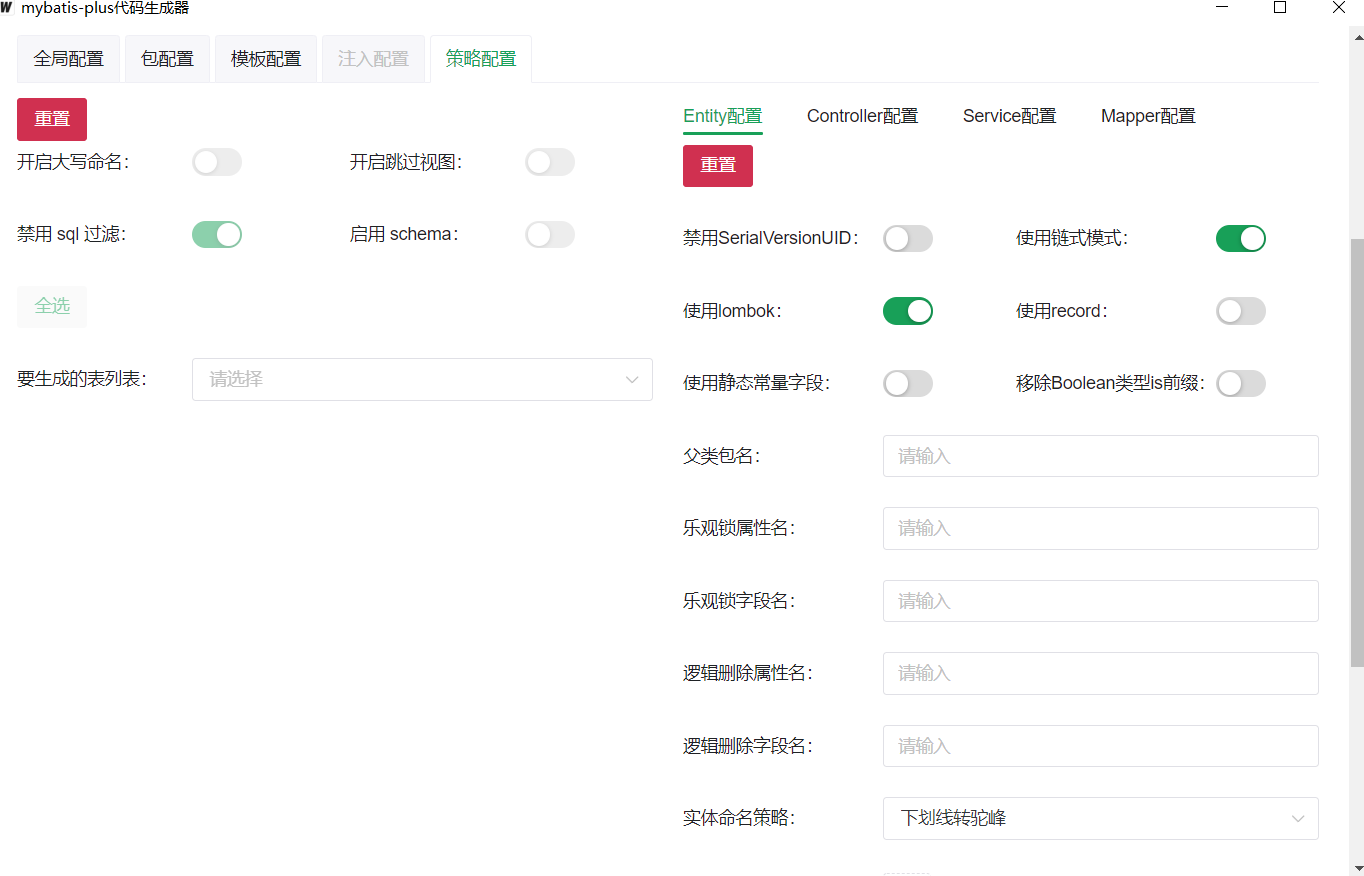 mybatis-plus代码生成器
全局配置 包配置 模板配置 注入配置 策略配置
重置
开启大写命名： 开启跳过视图：
禁用 sql 过滤： 启用 schema：
全选
要生成的表列表： 请选择
Entity配置 Controller配置 Service配置 Mapper配置
重置
禁用SerialVersionUID： 使用链式模式：
使用lombok： 使用record：
使用静态常量字段： 移除Boolean类型is前缀：
父类包名： 请输入
乐观锁属性名： 请输入
乐观锁字段名： 请输入
逻辑删除属性名： 请输入
逻辑删除字段名： 请输入
实体命名策略： 下划线转驼峰